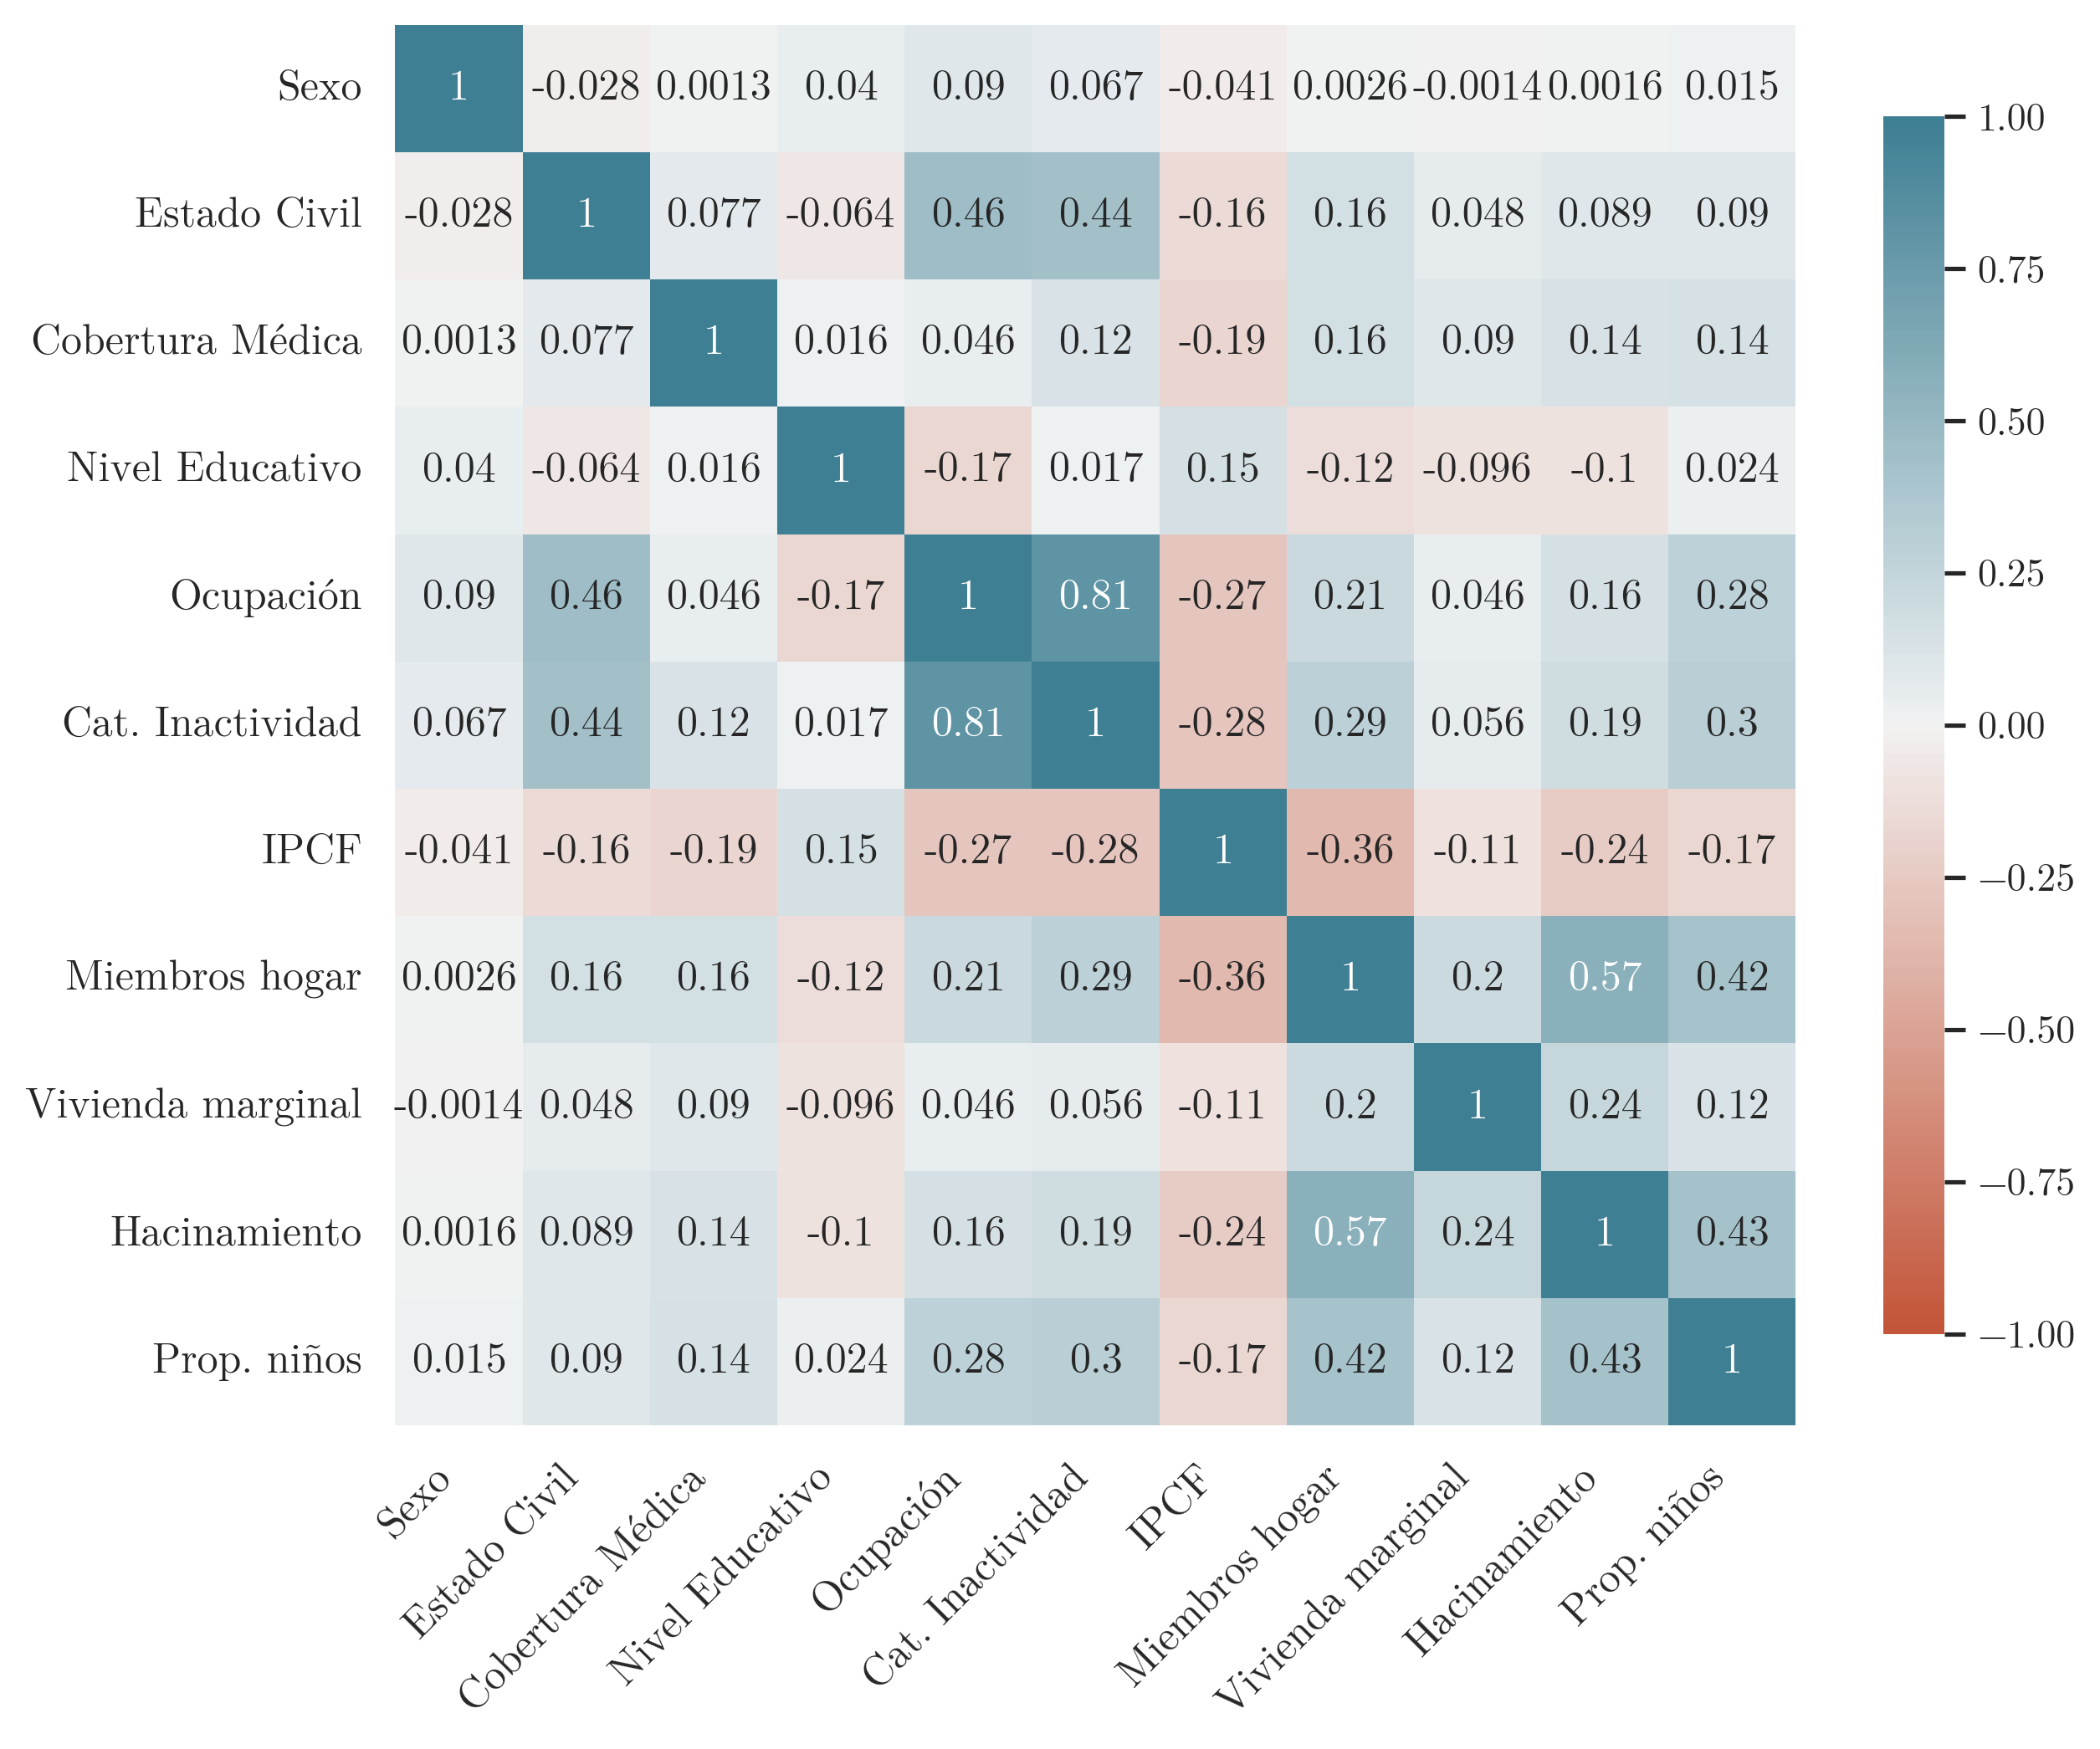 Sexo 1 -0.028 0.0013 0.04 0.09 0.067 -0.041 0.0026 -0.0014 0.0016 0.015
Estado Civil -0.028 1 0.077 -0.064 0.46 0.44 -0.16 0.16 0.048 0.089 0.09
Cobertura Médica 0.0013 0.077 1 0.016 0.046 0.12 -0.19 0.16 0.09 0.14 0.14
Nivel Educativo 0.04 -0.064 0.016 1 -0.17 0.017 0.15 -0.12 -0.096 -0.1 0.024
Ocupación 0.09 0.46 0.046 -0.17 1 0.81 -0.27 0.21 0.046 0.16 0.28
Cat. Inactividad 0.067 0.44 0.12 0.017 0.81 1 -0.28 0.29 0.056 0.19 0.3
IPCF -0.041 -0.16 -0.19 0.15 -0.27 -0.28 1 -0.36 -0.11 -0.24 -0.17
Miembros hogar 0.0026 0.16 0.16 -0.12 0.21 0.29 -0.36 1 0.2 0.57 0.42
Vivienda marginal -0.0014 0.048 0.09 -0.096 0.046 0.056 -0.11 0.2 1 0.24 0.12
Hacinamiento 0.0016 0.089 0.14 -0.1 0.16 0.19 -0.24 0.57 0.24 1 0.43
Prop. niños 0.015 0.09 0.14 0.024 0.28 0.3 -0.17 0.42 0.12 0.43 1
Sexo
Estado Civil
Cobertura Médica
Nivel Educativo
Ocupación
Cat. Inactividad
IPCF
Miembros hogar
Vivienda marginal
Hacinamiento
Prop. niños
1.00
0.75
0.50
0.25
0.00
−0.25
−0.50
−0.75
−1.00